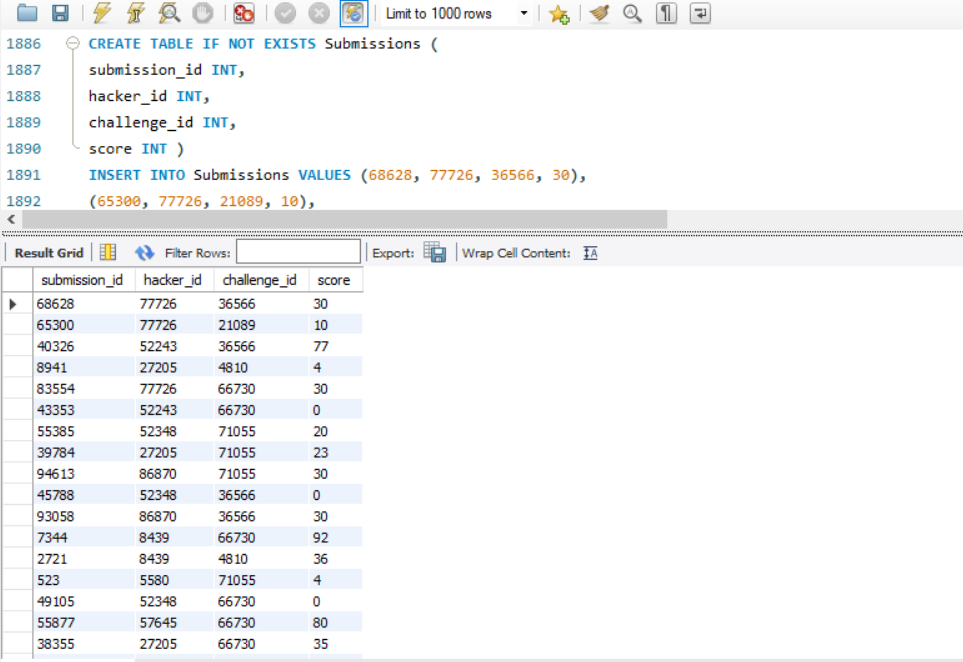 Limit to 1000 rows
1886 CREATE TABLE IF NOT EXISTS Submissions (
1887 submission_id INT,
1888 hacker_id INT,
1889 challenge_id INT,
1890 score INT )
1891 INSERT INTO Submissions VALUES (68628, 77726, 36566, 30),
1892 (65300, 77726, 21089, 10),
Result Grid Filter Rows: Export: Wrap Cell Content:
submission_id hacker_id challenge_id score
68628 77726 36566 30
65300 77726 21089 10
40326 52243 36566 77
8941 27205 4810 4
83554 77726 66730 30
43353 52243 66730 0
55385 52348 71055 20
39784 27205 71055 23
94613 86870 71055 30
45788 52348 36566 0
93058 86870 36566 30
7344 8439 66730 92
2721 8439 4810 36
523 5580 71055 4
49105 52348 66730 0
55877 57645 66730 80
38355 27205 66730 35